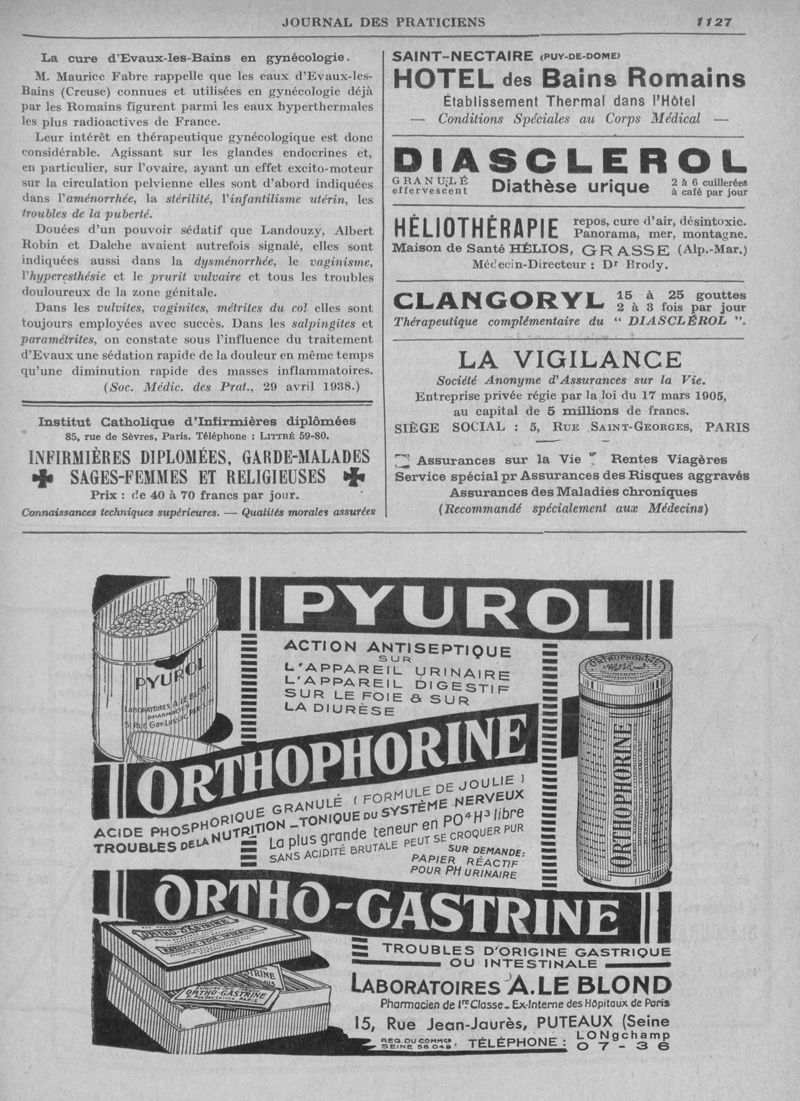 JOURNAL DES PRATICIENS
1127
La cure d'Evaux-les-Bains en gynécologie.
M. Maurice Fabre rappelle que les eaux d'Evaux-les-
Bains (Creuse) connues et utilisées en gynécologie déjà
par les Romains figurent parmi les eaux hyperthermales
les plus radioactives de France.
Leur intérêt en thérapeutique gynécologique est donc
considérable. Agissant sur les glandes endocrines et,
en particulier, sur l'ovaire, ayant un effet excito-moteur
sur la circulation pelvienne elles sont d'abord indiquées
dans l'aménorrhée, la stérilité, l'infantilisme utérin, les
troubles de la puberté.
Douées d'un pouvoir sédatif que Landouzy, Albert
Robin et Dalche avaient autrefois signalé, elles sont
indiquées aussi dans la dysménorrhée, le vaginisme,
l'hyperesthésie et le prurit vulvaire et tous les troubles
douloureux de la zone génitale.
Dans les vulvites, vaginites, métrites du col elles sont
toujours employées avec succès. Dans les salpingites et
paramétrites, on constate sous l'influence du traitement
d'Evaux une sédation rapide de la douleur en même temps
qu'une diminution rapide des masses inflammatoires.
(Soc. Médic. des Prat., 29 avril 1938.)
Institut Catholique d'Infirmières diplômées
85, rue de Sèvres, Paris. Téléphone : LITTRÉ 59-80.
INFIRMIÈRES DIPLOMÉES, GARDE-MALADES
SAGES-FEMMES ET RELIGIEUSES
Prix : de 40 à 70 francs par jour.
Connaissances techniques supérieures. — Qualités morales assurées
SAINT-NECTAIRE (PUY-DE-DOME)
HOTEL des Bains Romains
Établissement Thermal dans l'Hôtel
— Conditions Spéciales au Corps Médical —
DIASCLEROL
GRANULÉ
effervescent
Diathèse urique
2 à 6 cuillerées
à café par jour
HÉLIOTHÉRAPIE
repos, cure d'air, désintoxic.
Panorama, mer, montagne.
Maison de Santé HÉLIOS, GRASSE (Alp.-Mar.)
Médecin-Directeur : Dr Brody.
CLANGORYL
15 à 25 gouttes
2 à 3 fois par jour
Thérapeutique complémentaire du " DIASCLÉROL ".
LA VIGILANCE
Société Anonyme d'Assurances sur la Vie.
Entreprise privée régie par la loi du 17 mars 1905,
au capital de 5 millions de francs.
SIÈGE SOCIAL : 5, RUE SAINT-GEORGES, PARIS
Assurances sur la Vie
Rentes Viagères
Service spécial pr Assurances des Risques aggravés
Assurances des Maladies chroniques
(Recommandé spécialement aux Médecins)
PYUROL
PYUROL
LABORATOIRES A. LE BLOND
PHARMACIEN
ACTION ANTISEPTIQUE
SUR
L'APPAREIL URINAIRE
L'APPAREIL DIGESTIF
SUR LE FOIE & SUR
LA DIURÈSE
ORTHOPHORINE
ORTHOPHORINE
ORTHOPHORINE
ACIDE PHOSPHORIQUE GRANULÉ (FORMULE DE JOULIE)
TROUBLES DE LA NUTRITION _ TONIQUE DU SYSTÈME NERVEUX
La plus grande teneur en PO4H3 libre
SANS ACIDITÉ BRUTALE PEUT SE CROQUER PUR
SUR DEMANDE:
PAPIER RÉACTIF
POUR PH URINAIRE
ORTHO-GASTRINE
ORTHO-GASTRINE
ORTHO-GASTRINE
TROUBLES D'ORIGINE GASTRIQUE
OU INTESTINALE
LABORATOIRES A. LE BLOND
Pharmacien de 1re Classe_ Ex-Interne des Hôpitaux de Paris
15, Rue Jean-Jaurès, PUTEAUX (Seine
REG. DU COMMCE
SEINE 56.049
TÉLÉPHONE :
LONgchamp
07-36